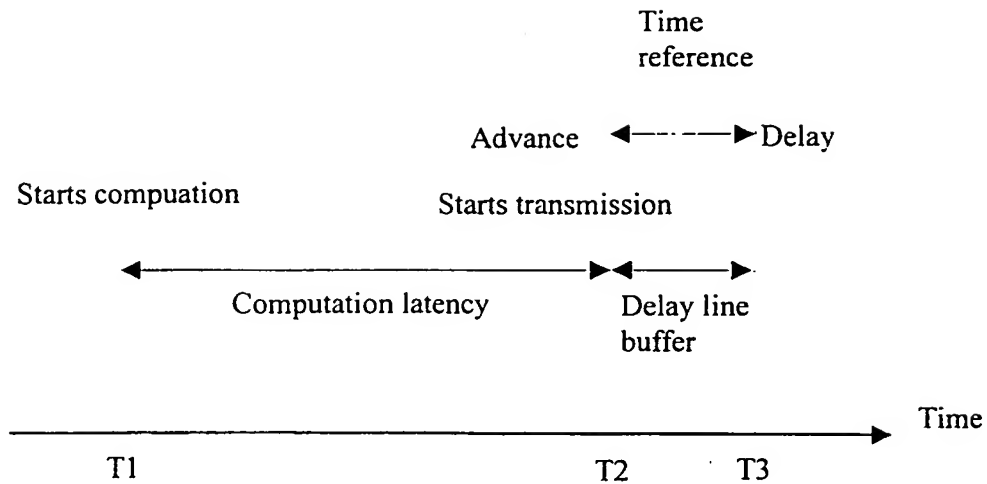 Time
reference
Advance
Delay
Starts compuation
Starts transmission
Computation latency
Delay line
buffer
Time
T1
T2
T3